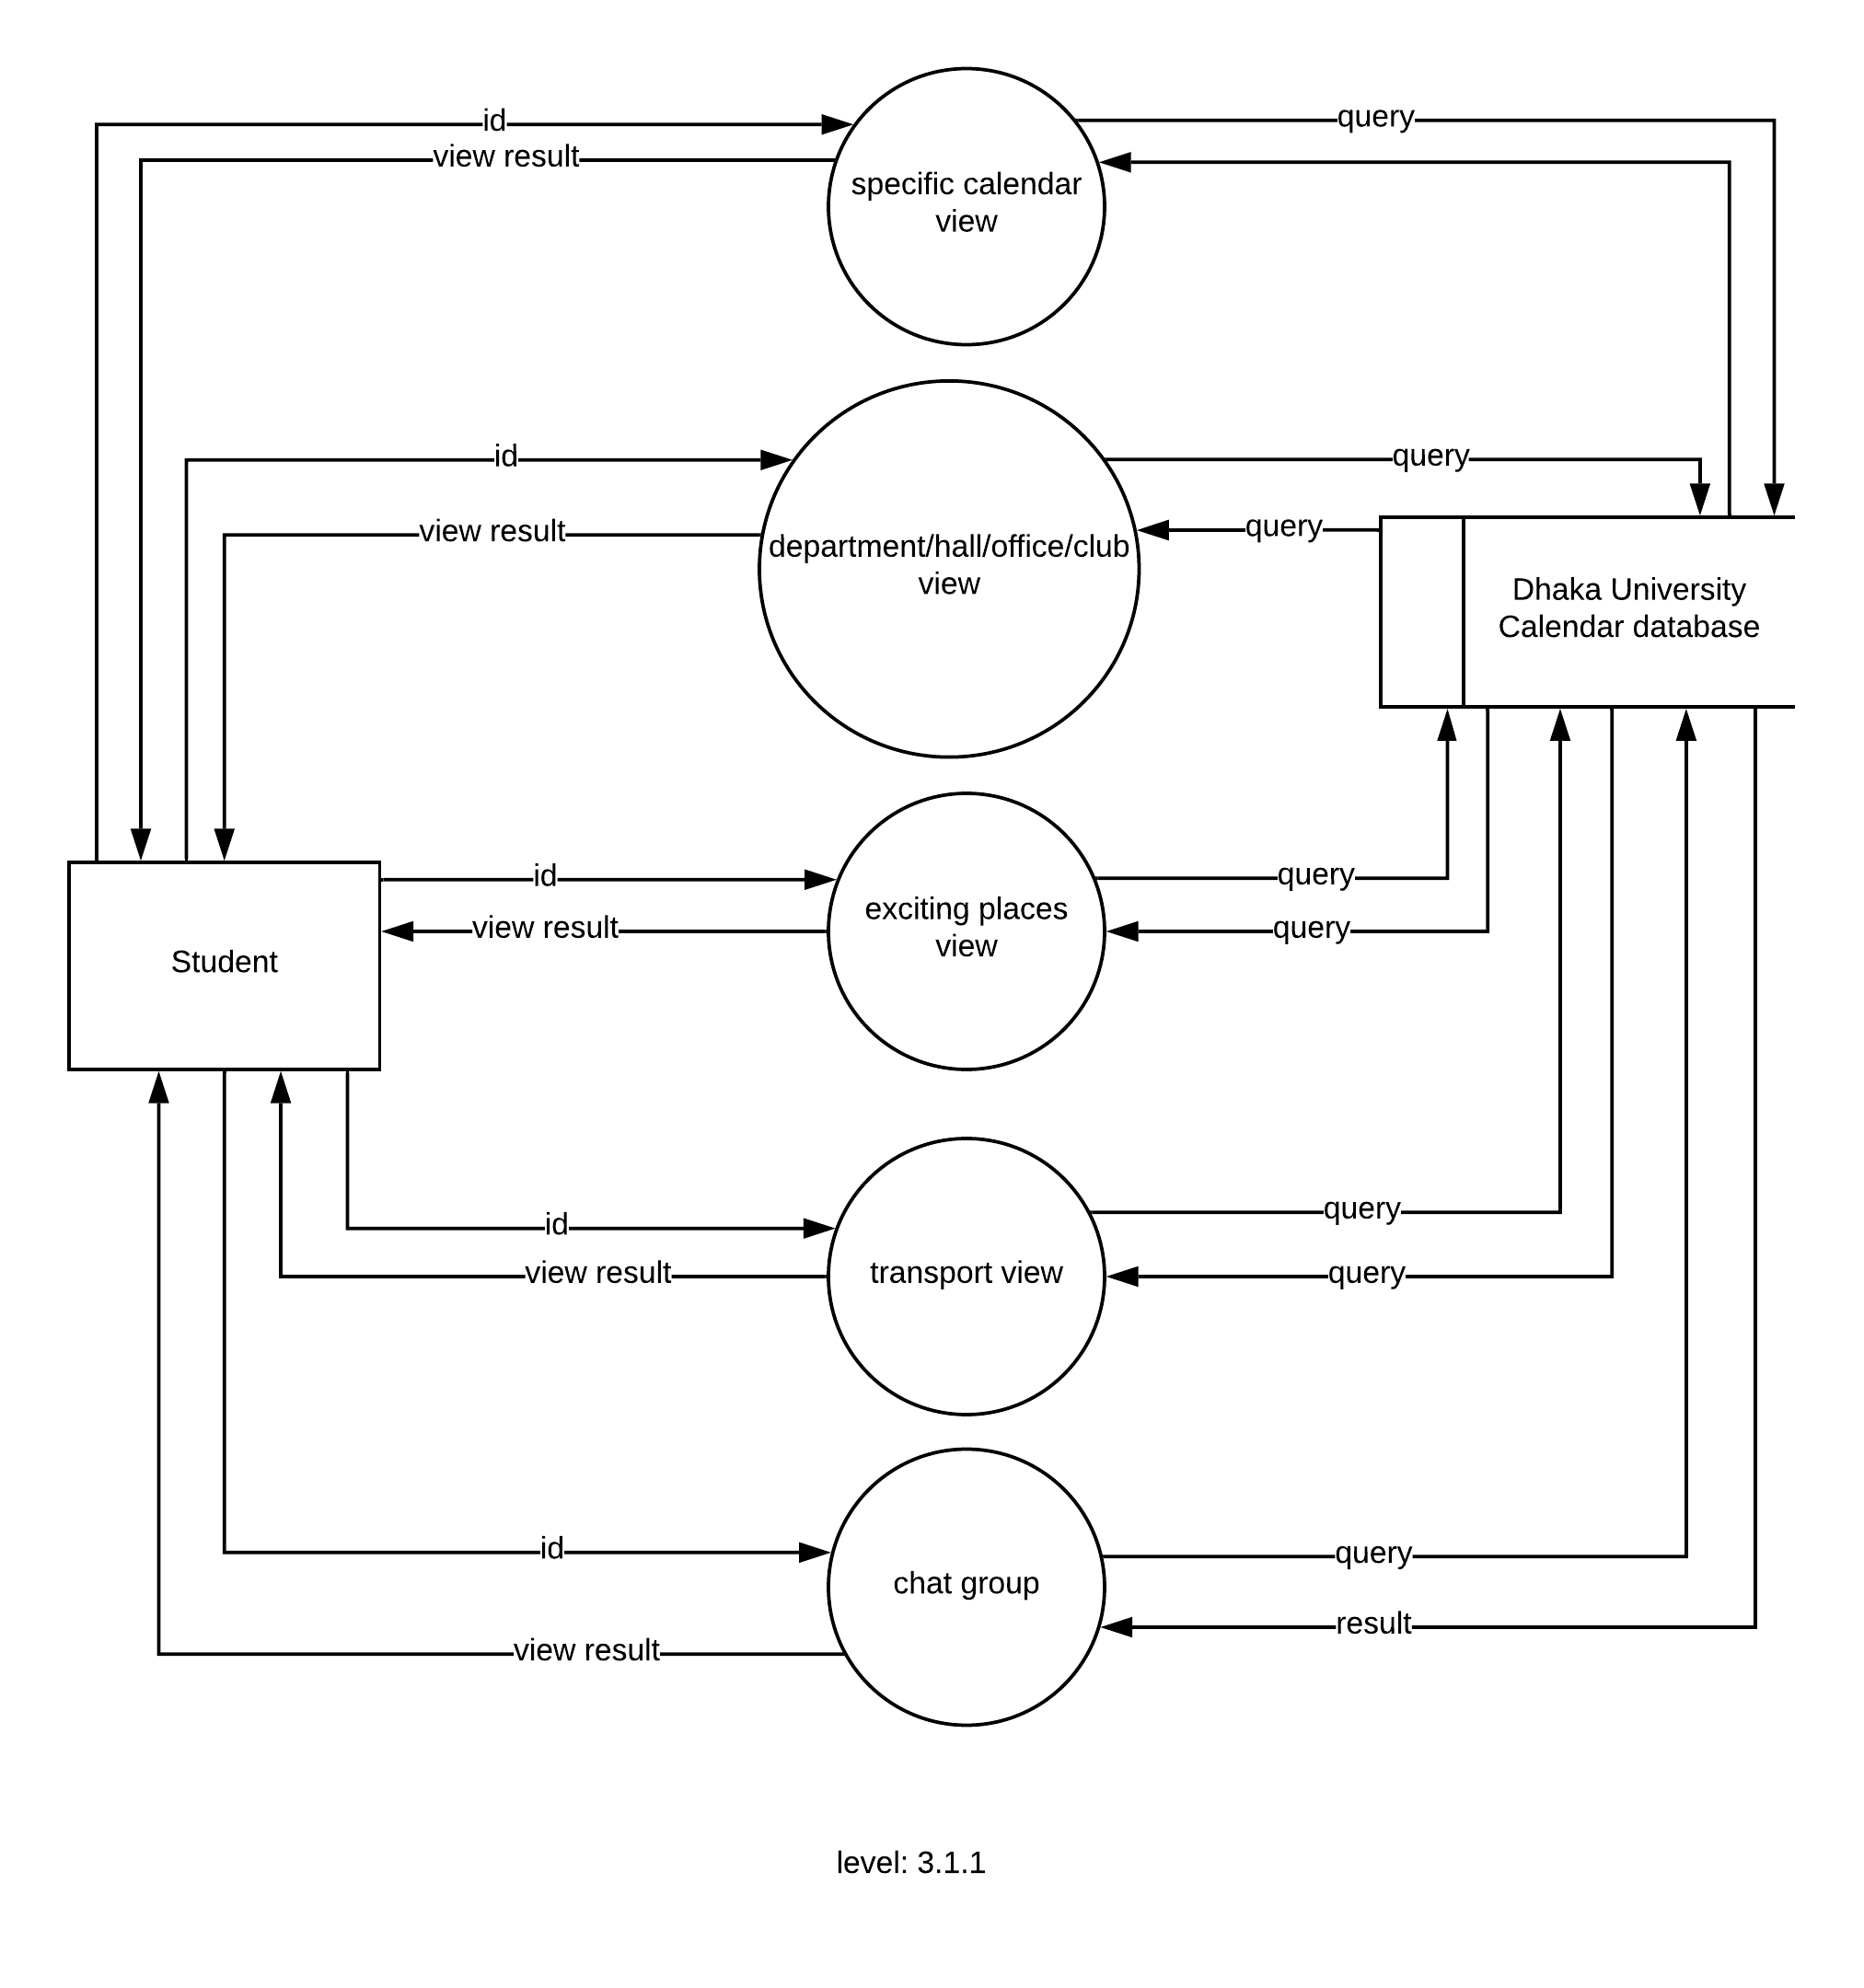 id
query
view result
specific calendar
view
id
query
view result
query
department/hall/office/club
view
Dhaka University
Calendar database
id
query
exciting places
view
view result
query
Student
id
query
view result
transport view
query
id
query
chat group
result
view result
level: 3.1.1